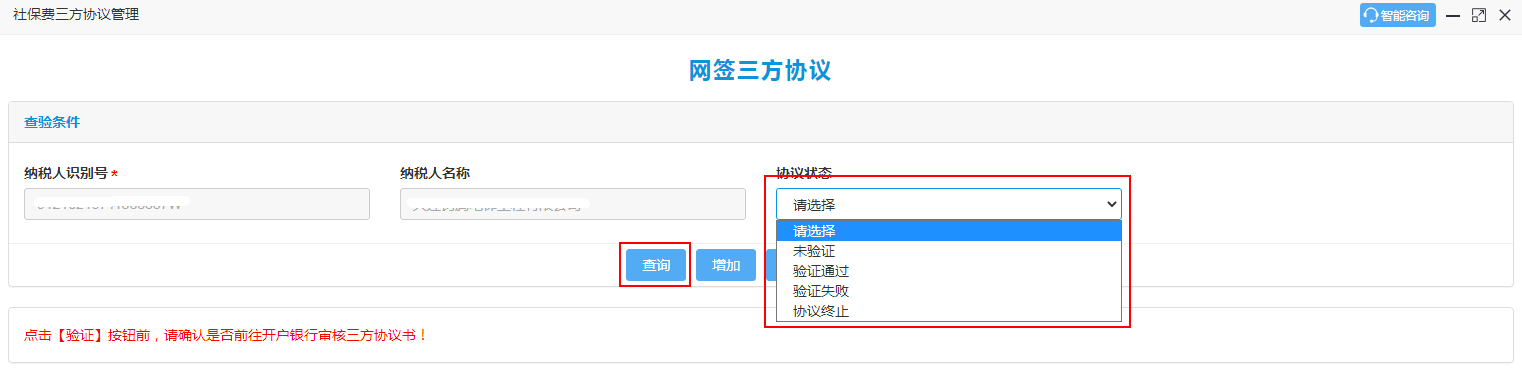 社保费三方协议管理
智能咨询
网签三方协议
查验条件
纳税人识别号 *
纳税人名称
协议状态
请选择
请选择
未验证
验证通过
验证失败
协议终止
查询
增加
点击【验证】按钮前，请确认是否前往开户银行审核三方协议书！